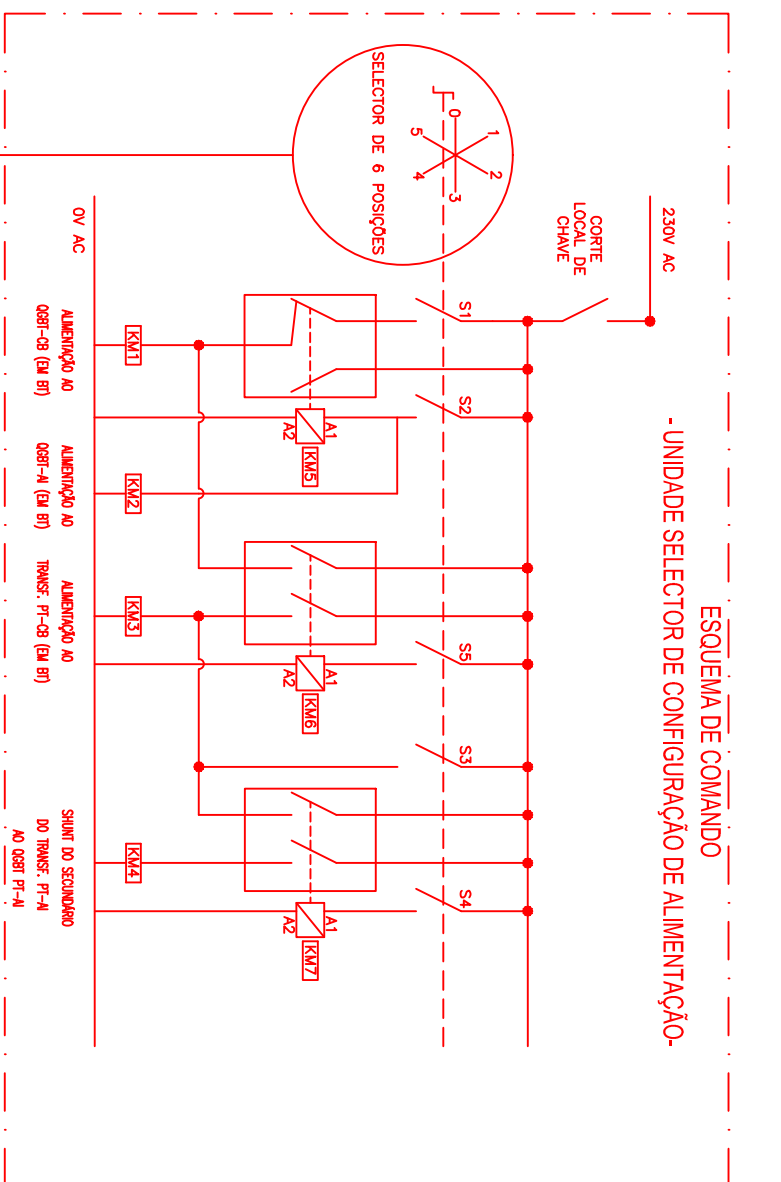 ESQUEMA DE COMANDO
-UNIDADE SELECTOR DE CONFIGURAÇÃO DE ALIMENTAÇÃO-
230V AC
CORTE
LOCAL DE
CHAVE
0
1
2
3
4
5
SELECTOR DE 6 POSIÇÕES
S1
S2
S5
S3
S4
A1
A2
KM5
A1
A2
KM6
A1
A2
KM7
KM1
KM2
KM3
KM4
0V AC
ALIMENTAÇÃO AO
QGBT-CB (EM BT)
ALIMENTAÇÃO AO
QGBT-AI (EM BT)
ALIMENTAÇÃO AO
TRANSF. PT-CB (EM BT)
SHUNT DO SECUNDÁRIO
DO TRANSF. PT-AI
AO QGBT PT-AI